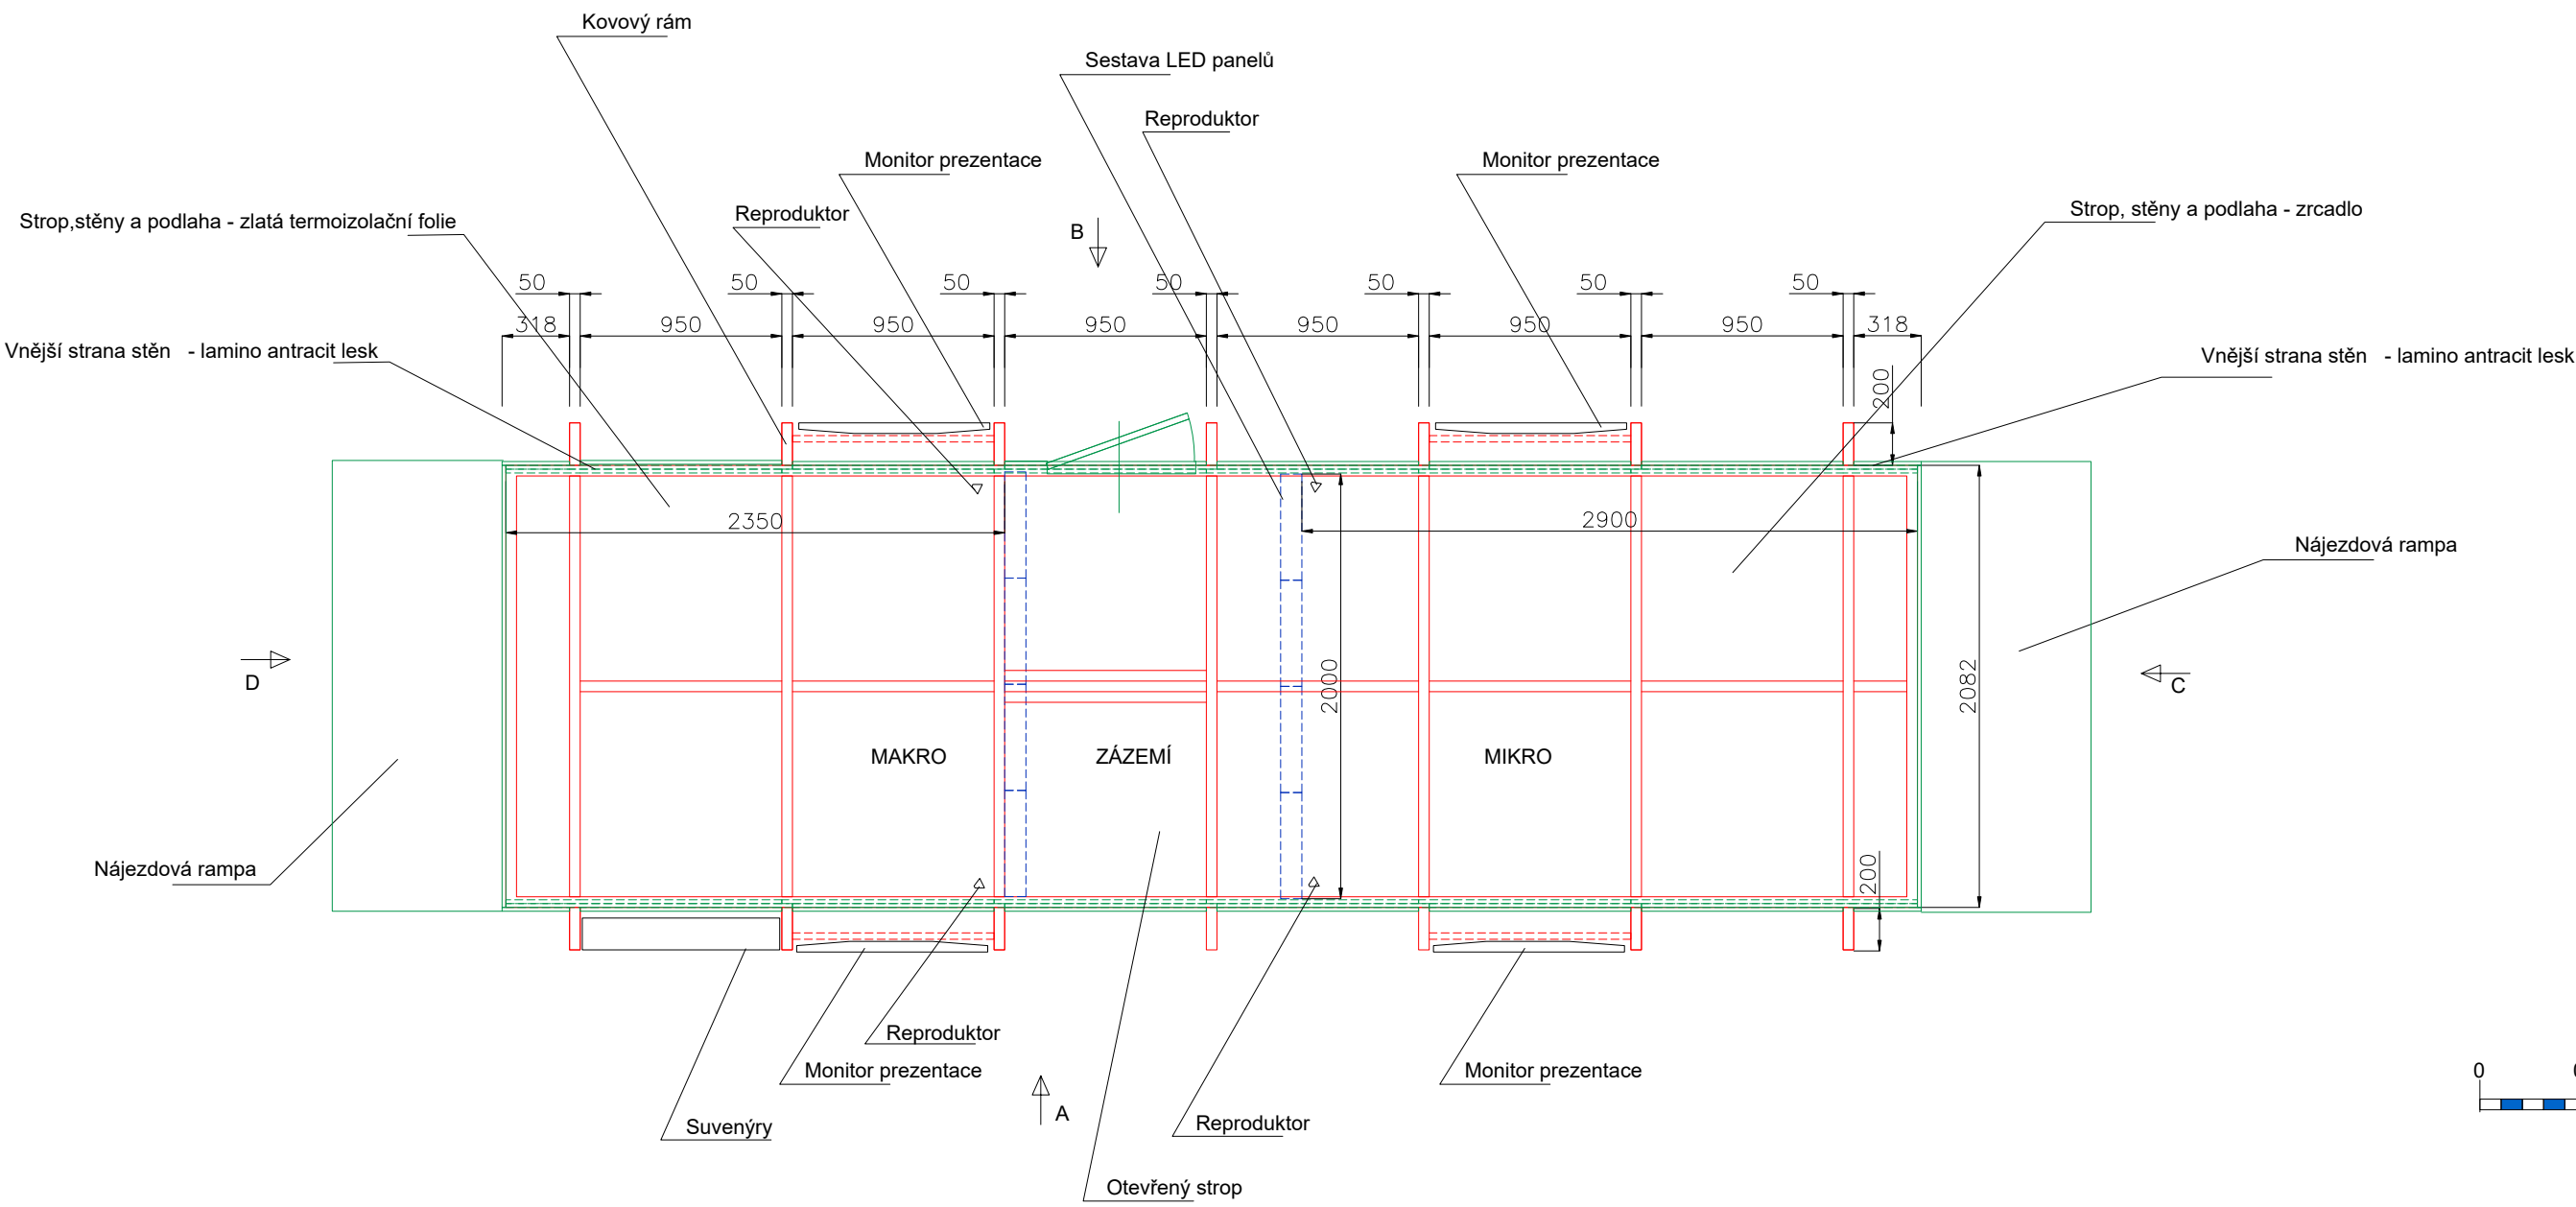 Kovový rám
Sestava LED panelů
Reproduktor
Monitor prezentace
Monitor prezentace
Strop,stěny a podlaha - zlatá termoizolační folie
Reproduktor
Strop, stěny a podlaha - zrcadlo
B
50
50
50
50
50
50
50
318
950
950
950
950
950
950
318
Vnější strana stěn - lamino antracit lesk
Vnější strana stěn - lamino antracit lesk
200
2350
2900
Nájezdová rampa
D
2000
2082
C
MAKRO
ZÁZEMÍ
MIKRO
Nájezdová rampa
200
Reproduktor
Monitor prezentace
Monitor prezentace
0
A
Suvenýry
Reproduktor
Otevřený strop